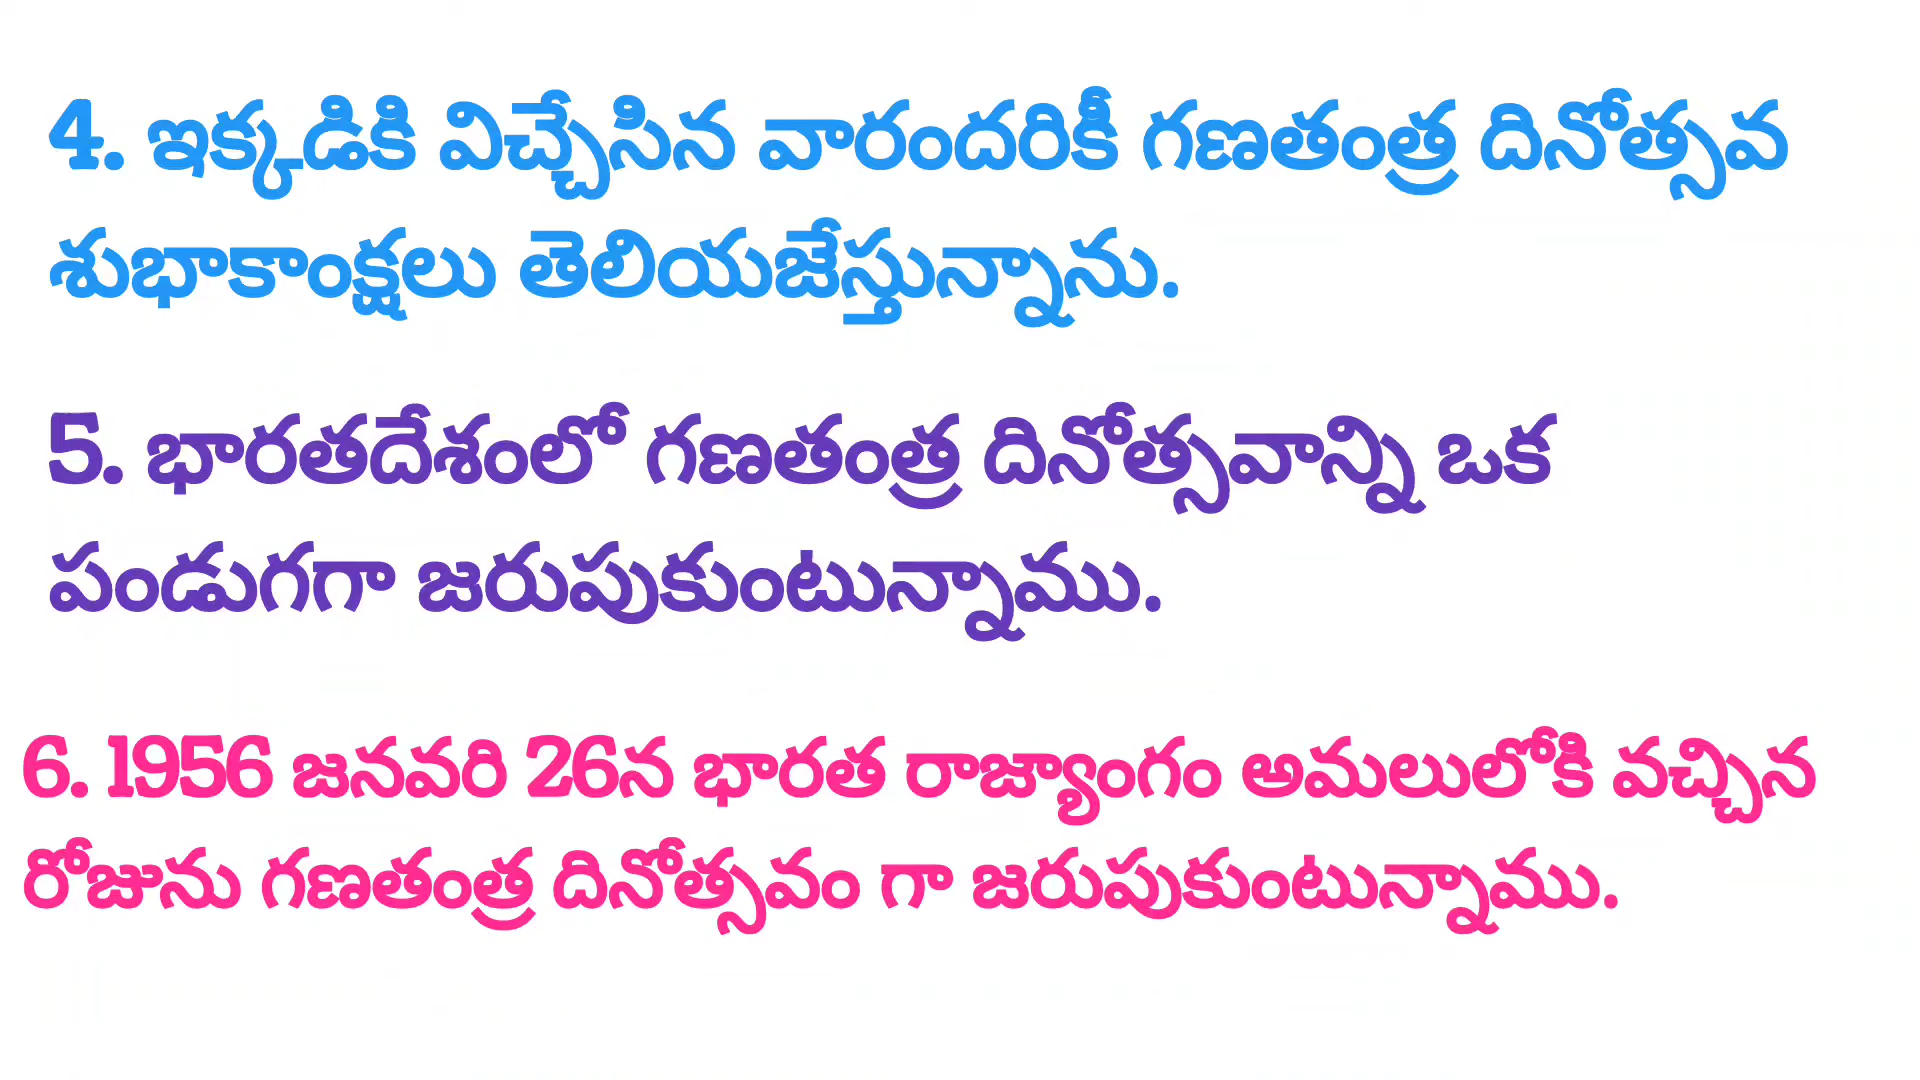 4. ఇక్కడికి విచ్చేసిన వారందరికీ గణతంత్ర దినోత్సవ
శుభాకాంక్షలు తెలియజేస్తున్నాను.
5. భారతదేశంలో గణతంత్ర దినోత్సవాన్ని ఒక
పండుగగా జరుపుకుంటున్నాము.
6. 1956 జనవరి 26న భారత రాజ్యాంగం అమలులోకి వచ్చిన
రోజును గణతంత్ర దినోత్సవం గా జరుపుకుంటున్నాము.